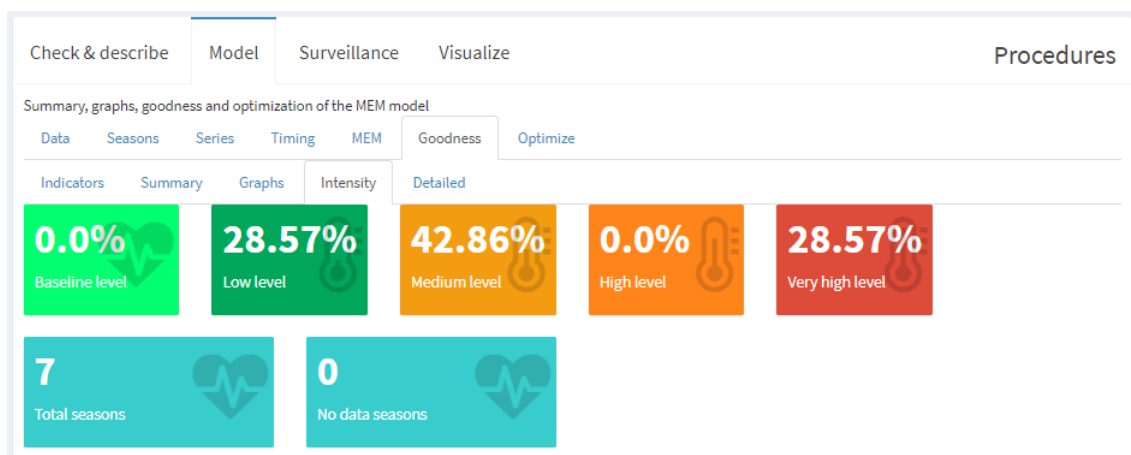 Check & describe Model Surveillance Visualize Procedures
Summary, graphs, goodness and optimization of the MEM model
Data Seasons Series Timing MEM Goodness Optimize
Indicators Summary Graphs Intensity Detailed
0.0% 28.57% 42.86% 0.0% 28.57%
Baseline level Low level Medium level High level Very high level
7 0
Total seasons No data seasons